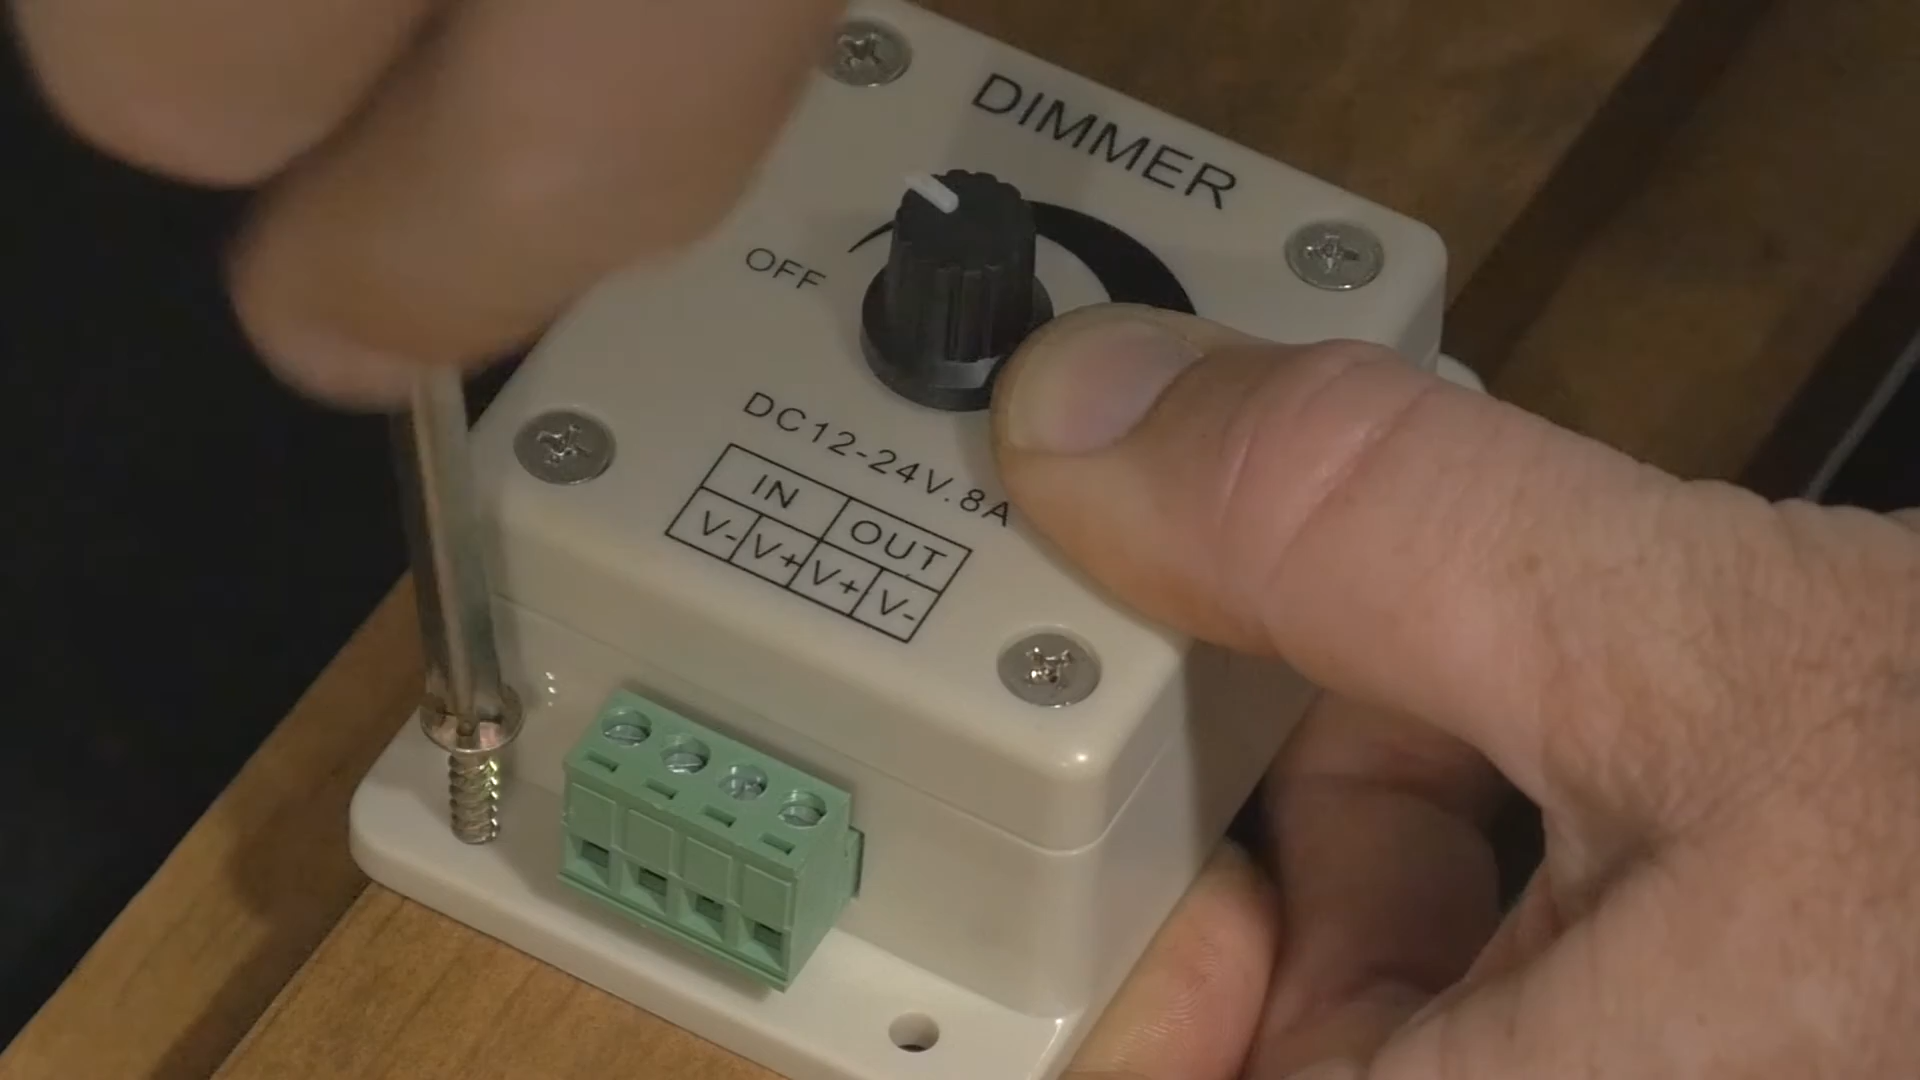 DIMMER
OFF
DC12-24V.8A
IN OUT
V- V+ V+ V-